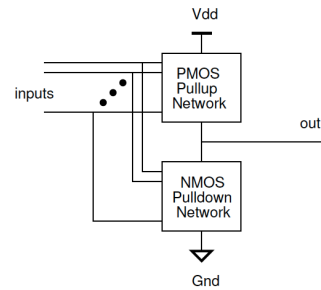 Vdd
PMOS
Pullup
Network
inputs
out
NMOS
Pulldown
Network
Gnd